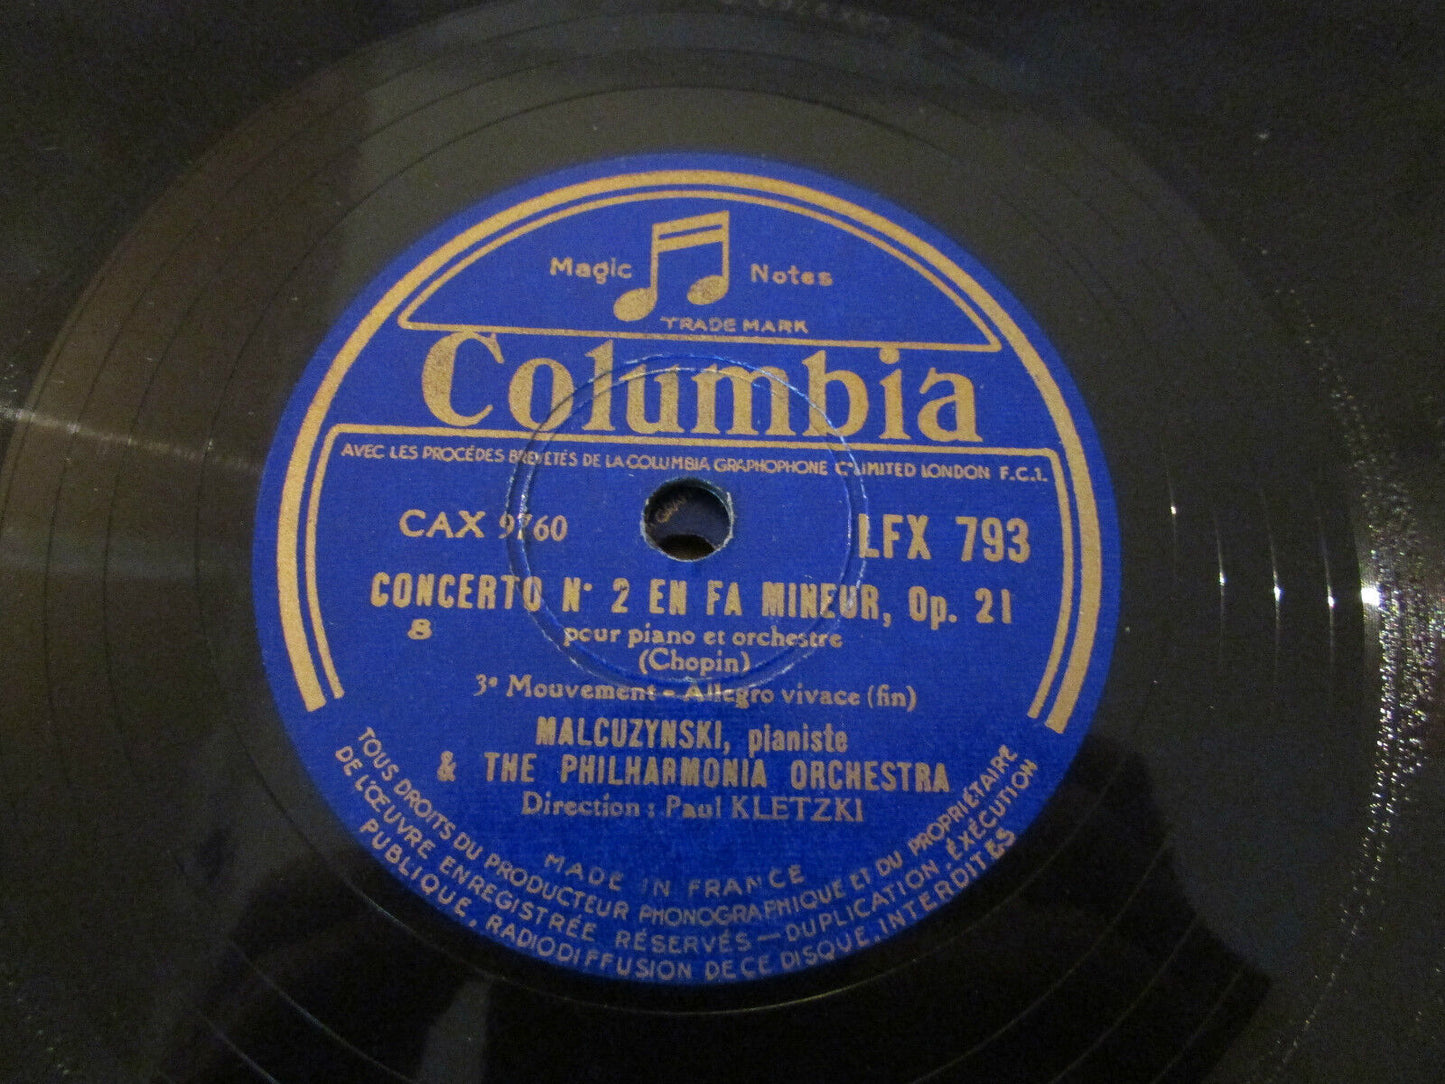 Magic Notes
TRADE MARK
Columbia
AVEC LES PROCÉDÉS BREVETÉS DE LA COLUMBIA GRAPHOPHONE Cº LIMITED LONDON F.C.1.
CAX 9760
LFX 793
CONCERTO Nº 2 EN FA MINEUR, Op. 21
8
pour piano et orchestre
(Chopin)
3e Mouvement - Allegro vivace (fin)
MALCUZYNSKI, pianiste
& THE PHILHARMONIA ORCHESTRA
Direction : Paul KLETZKI
MADE IN FRANCE
TOUS DROITS DU PRODUCTEUR PHONOGRAPHIQUE ET DU PROPRIÉTAIRE
DE L'ŒUVRE ENREGISTRÉE RÉSERVÉS — DUPLICATION, EXÉCUTION
PUBLIQUE, RADIODIFFUSION DE CE DISQUE INTERDITES